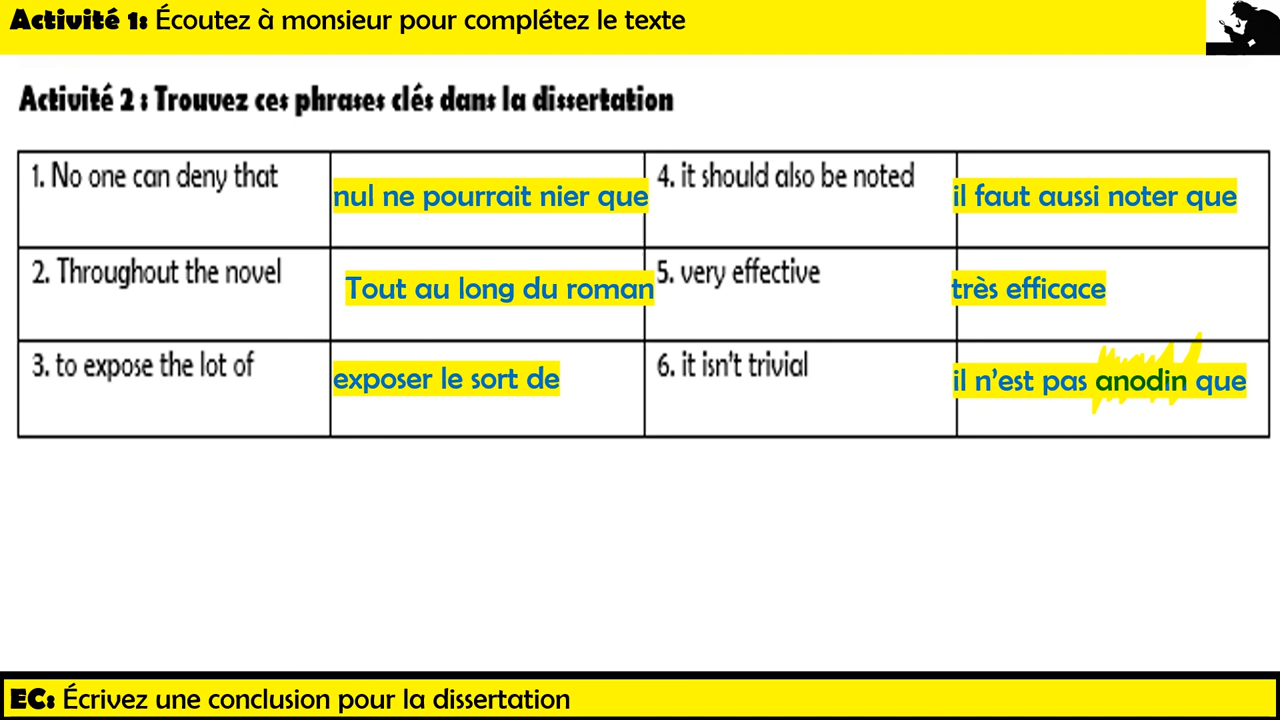 Activité 1: Écoutez à monsieur pour complétez le texte
Activité 2 : Trouvez ces phrases clés dans la dissertation
1. No one can deny that
nul ne pourrait nier que
4. it should also be noted
il faut aussi noter que
2. Throughout the novel
Tout au long du roman
5. very effective
très efficace
3. to expose the lot of
exposer le sort de
6. it isn't trivial
il n’est pas anodin que
EC: Écrivez une conclusion pour la dissertation